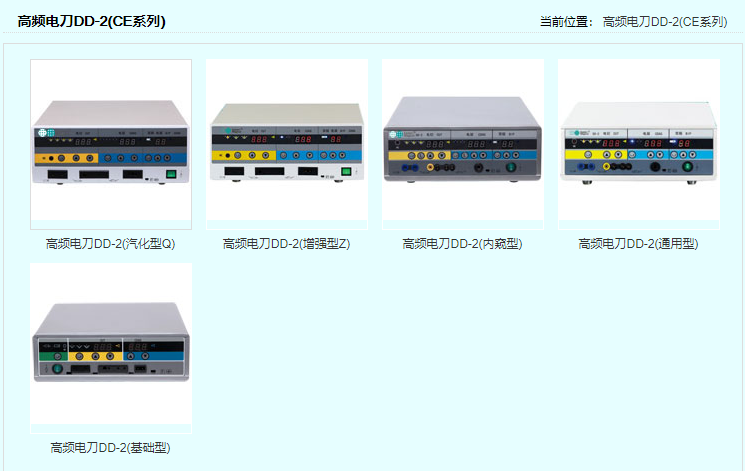 高频电刀DD-2(CE系列)
当前位置： 高频电刀DD-2(CE系列)
高频电刀DD-2(汽化型Q)
高频电刀DD-2(增强型Z)
高频电刀DD-2(内窥型)
高频电刀DD-2(通用型)
高频电刀DD-2(基础型)